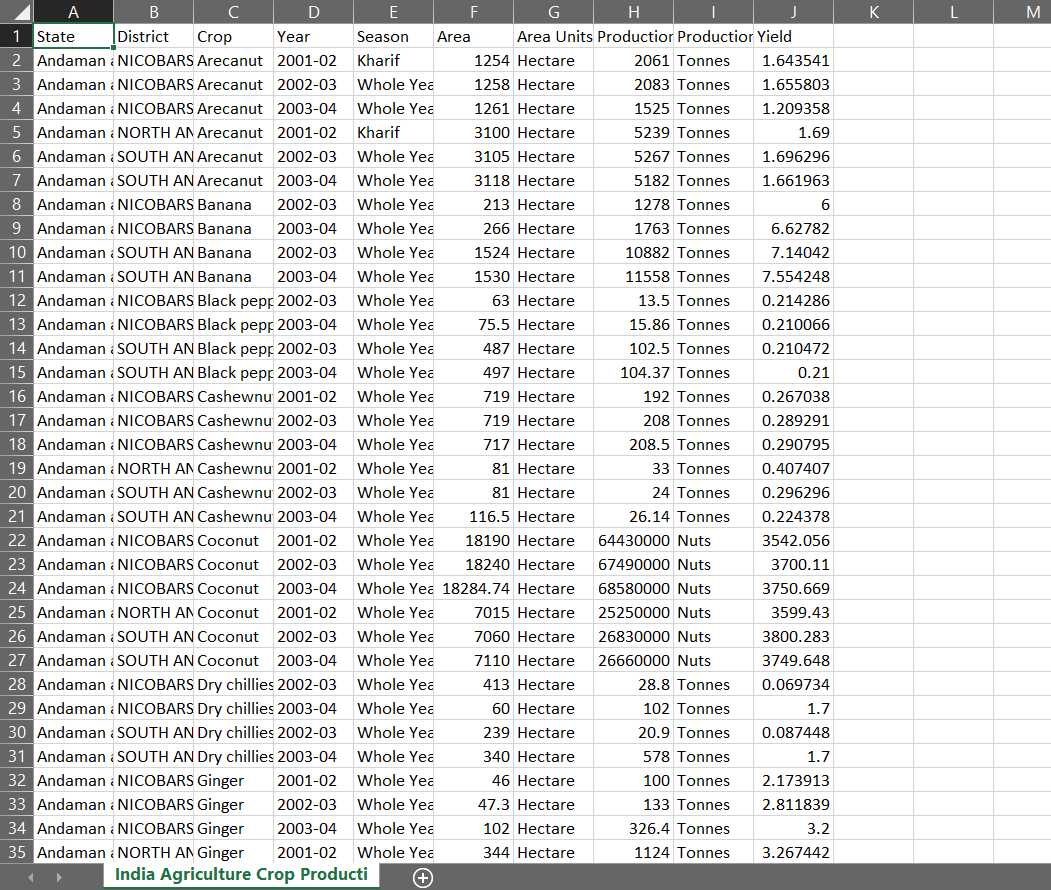 A B C D E F G H I J K L M
1 State District Crop Year Season Area Area Units Production Production Yield
2 Andaman a NICOBARS Arecanut 2001-02 Kharif 1254 Hectare 2061 Tonnes 1.643541
3 Andaman a NICOBARS Arecanut 2002-03 Whole Yea 1258 Hectare 2083 Tonnes 1.655803
4 Andaman a NICOBARS Arecanut 2003-04 Whole Yea 1261 Hectare 1525 Tonnes 1.209358
5 Andaman a NORTH AN Arecanut 2001-02 Kharif 3100 Hectare 5239 Tonnes 1.69
6 Andaman a SOUTH AN Arecanut 2002-03 Whole Yea 3105 Hectare 5267 Tonnes 1.696296
7 Andaman a SOUTH AN Arecanut 2003-04 Whole Yea 3118 Hectare 5182 Tonnes 1.661963
8 Andaman a NICOBARS Banana 2002-03 Whole Yea 213 Hectare 1278 Tonnes 6
9 Andaman a NICOBARS Banana 2003-04 Whole Yea 266 Hectare 1763 Tonnes 6.62782
10 Andaman a SOUTH AN Banana 2002-03 Whole Yea 1524 Hectare 10882 Tonnes 7.14042
11 Andaman a SOUTH AN Banana 2003-04 Whole Yea 1530 Hectare 11558 Tonnes 7.554248
12 Andaman a NICOBARS Black pepp 2002-03 Whole Yea 63 Hectare 13.5 Tonnes 0.214286
13 Andaman a NICOBARS Black pepp 2003-04 Whole Yea 75.5 Hectare 15.86 Tonnes 0.210066
14 Andaman a SOUTH AN Black pepp 2002-03 Whole Yea 487 Hectare 102.5 Tonnes 0.210472
15 Andaman a SOUTH AN Black pepp 2003-04 Whole Yea 497 Hectare 104.37 Tonnes 0.21
16 Andaman a NICOBARS Cashewnu 2001-02 Whole Yea 719 Hectare 192 Tonnes 0.267038
17 Andaman a NICOBARS Cashewnu 2002-03 Whole Yea 719 Hectare 208 Tonnes 0.289291
18 Andaman a NICOBARS Cashewnu 2003-04 Whole Yea 717 Hectare 208.5 Tonnes 0.290795
19 Andaman a NORTH AN Cashewnu 2001-02 Whole Yea 81 Hectare 33 Tonnes 0.407407
20 Andaman a SOUTH AN Cashewnu 2002-03 Whole Yea 81 Hectare 24 Tonnes 0.296296
21 Andaman a SOUTH AN Cashewnu 2003-04 Whole Yea 116.5 Hectare 26.14 Tonnes 0.224378
22 Andaman a NICOBARS Coconut 2001-02 Whole Yea 18190 Hectare 64430000 Nuts 3542.056
23 Andaman a NICOBARS Coconut 2002-03 Whole Yea 18240 Hectare 67490000 Nuts 3700.11
24 Andaman a NICOBARS Coconut 2003-04 Whole Yea 18284.74 Hectare 68580000 Nuts 3750.669
25 Andaman a NORTH AN Coconut 2001-02 Whole Yea 7015 Hectare 25250000 Nuts 3599.43
26 Andaman a SOUTH AN Coconut 2002-03 Whole Yea 7060 Hectare 26830000 Nuts 3800.283
27 Andaman a SOUTH AN Coconut 2003-04 Whole Yea 7110 Hectare 26660000 Nuts 3749.648
28 Andaman a NICOBARS Dry chillies 2002-03 Whole Yea 413 Hectare 28.8 Tonnes 0.069734
29 Andaman a NICOBARS Dry chillies 2003-04 Whole Yea 60 Hectare 102 Tonnes 1.7
30 Andaman a SOUTH AN Dry chillies 2002-03 Whole Yea 239 Hectare 20.9 Tonnes 0.087448
31 Andaman a SOUTH AN Dry chillies 2003-04 Whole Yea 340 Hectare 578 Tonnes 1.7
32 Andaman a NICOBARS Ginger 2001-02 Whole Yea 46 Hectare 100 Tonnes 2.173913
33 Andaman a NICOBARS Ginger 2002-03 Whole Yea 47.3 Hectare 133 Tonnes 2.811839
34 Andaman a NICOBARS Ginger 2003-04 Whole Yea 102 Hectare 326.4 Tonnes 3.2
35 Andaman a NORTH AN Ginger 2001-02 Whole Yea 344 Hectare 1124 Tonnes 3.267442
India Agriculture Crop Producti